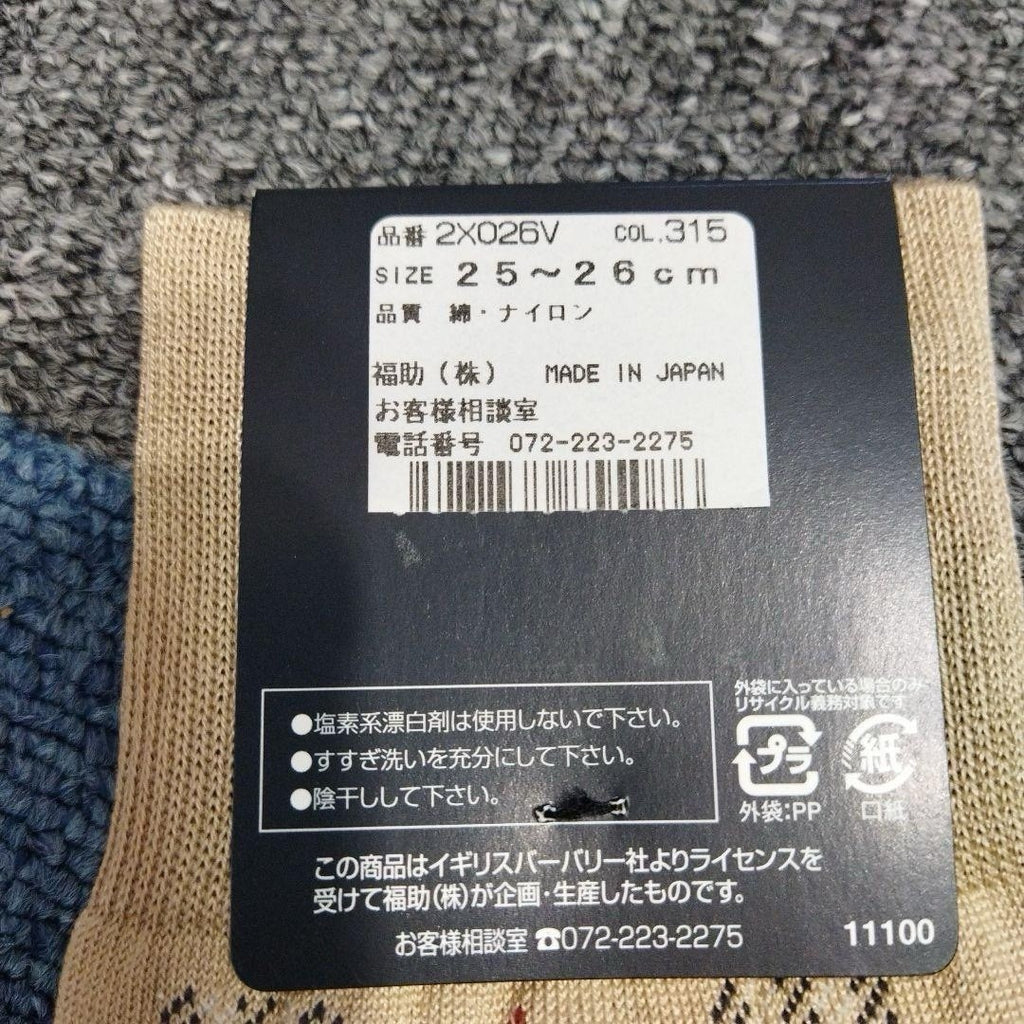 品番 2X026V COL.315
SIZE 25～26cm
品質 綿・ナイロン
福助(株) MADE IN JAPAN
お客様相談室
電話番号 072-223-2275
●塩素系漂白剤は使用しないで下さい。
●すすぎ洗いを充分にして下さい。
●陰干しして下さい。
外袋に入っている場合のみ
リサイクル義務対象です
プラ 紙
外袋:PP 口紙
この商品はイギリスバーバリー社よりライセンスを
受けて福助(株)が企画・生産したものです。
お客様相談室 ☎072-223-2275
11100